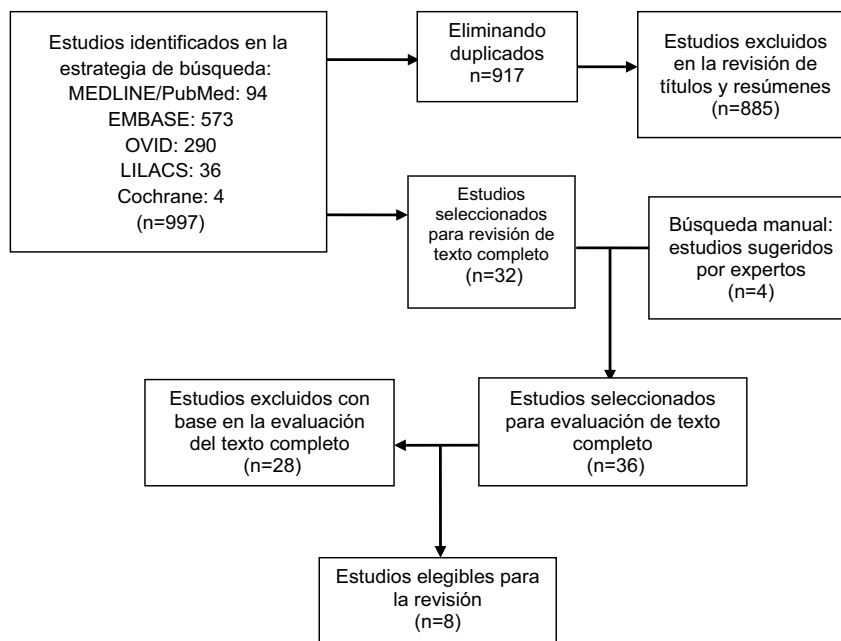 Estudios identificados en la
estrategia de búsqueda:
MEDLINE/PubMed: 94
EMBASE: 573
OVID: 290
LILACS: 36
Cochrane: 4
(n=997)
Eliminando
duplicados
n=917
Estudios excluidos
en la revisión de
títulos y resúmenes
(n=885)
Estudios
seleccionados
para revisión de
texto completo
(n=32)
Búsqueda manual:
estudios sugeridos
por expertos
(n=4)
Estudios excluidos con
base en la evaluación
del texto completo
(n=28)
Estudios seleccionados
para evaluación de texto
completo
(n=36)
Estudios elegibles para
la revisión
(n=8)